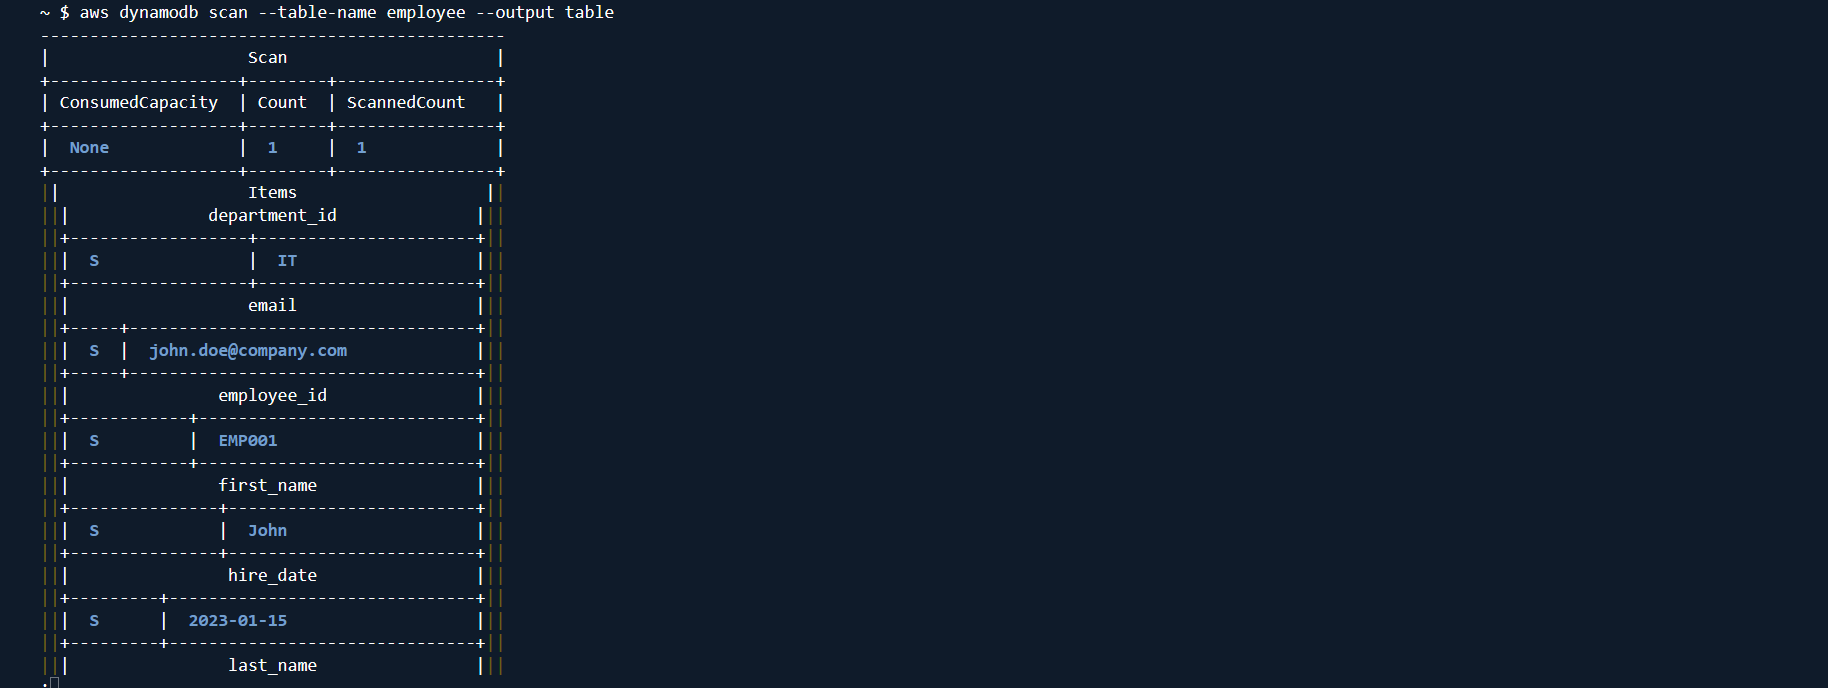 ~ $ aws dynamodb scan --table-name employee --output table
-----------------------------------------------
|                    Scan                     |
+-------------------+--------+----------------+
| ConsumedCapacity  | Count  | ScannedCount   |
+-------------------+--------+----------------+
|  None             |  1     |  1             |
+-------------------+--------+----------------+
||                   Items                   ||
|||              department_id              |||
||+------------------+----------------------+||
|||  S               |  IT                  |||
||+------------------+----------------------+||
|||                  email                  |||
||+-----+-----------------------------------+||
|||  S  |  john.doe@company.com             |||
||+-----+-----------------------------------+||
|||               employee_id               |||
||+------------+----------------------------+||
|||  S         |  EMP001                    |||
||+------------+----------------------------+||
|||               first_name                |||
||+---------------+-------------------------+||
|||  S            |  John                   |||
||+---------------+-------------------------+||
|||                hire_date                |||
||+---------+-------------------------------+||
|||  S      |  2023-01-15                   |||
||+---------+-------------------------------+||
|||                last_name                |||
: